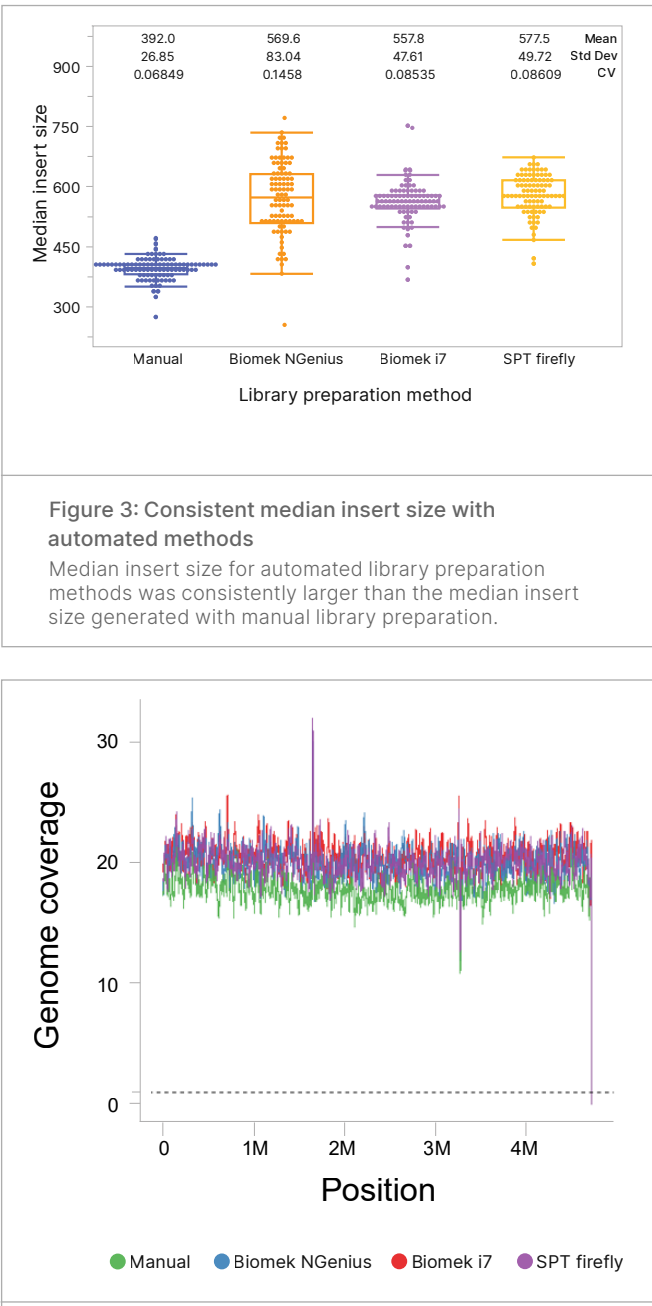 392.0 569.6 557.8 577.5 Mean
26.85 83.04 47.61 49.72 Std Dev
0.06849 0.1458 0.08535 0.08609 CV
Median insert size
900
750
600
450
300
Manual Biomek NGenius Biomek i7 SPT firefly
Library preparation method
Figure 3: Consistent median insert size with
automated methods
Median insert size for automated library preparation
methods was consistently larger than the median insert
size generated with manual library preparation.
Genome coverage
30
20
10
0
0 1M 2M 3M 4M
Position
Manual Biomek NGenius Biomek i7 SPT firefly